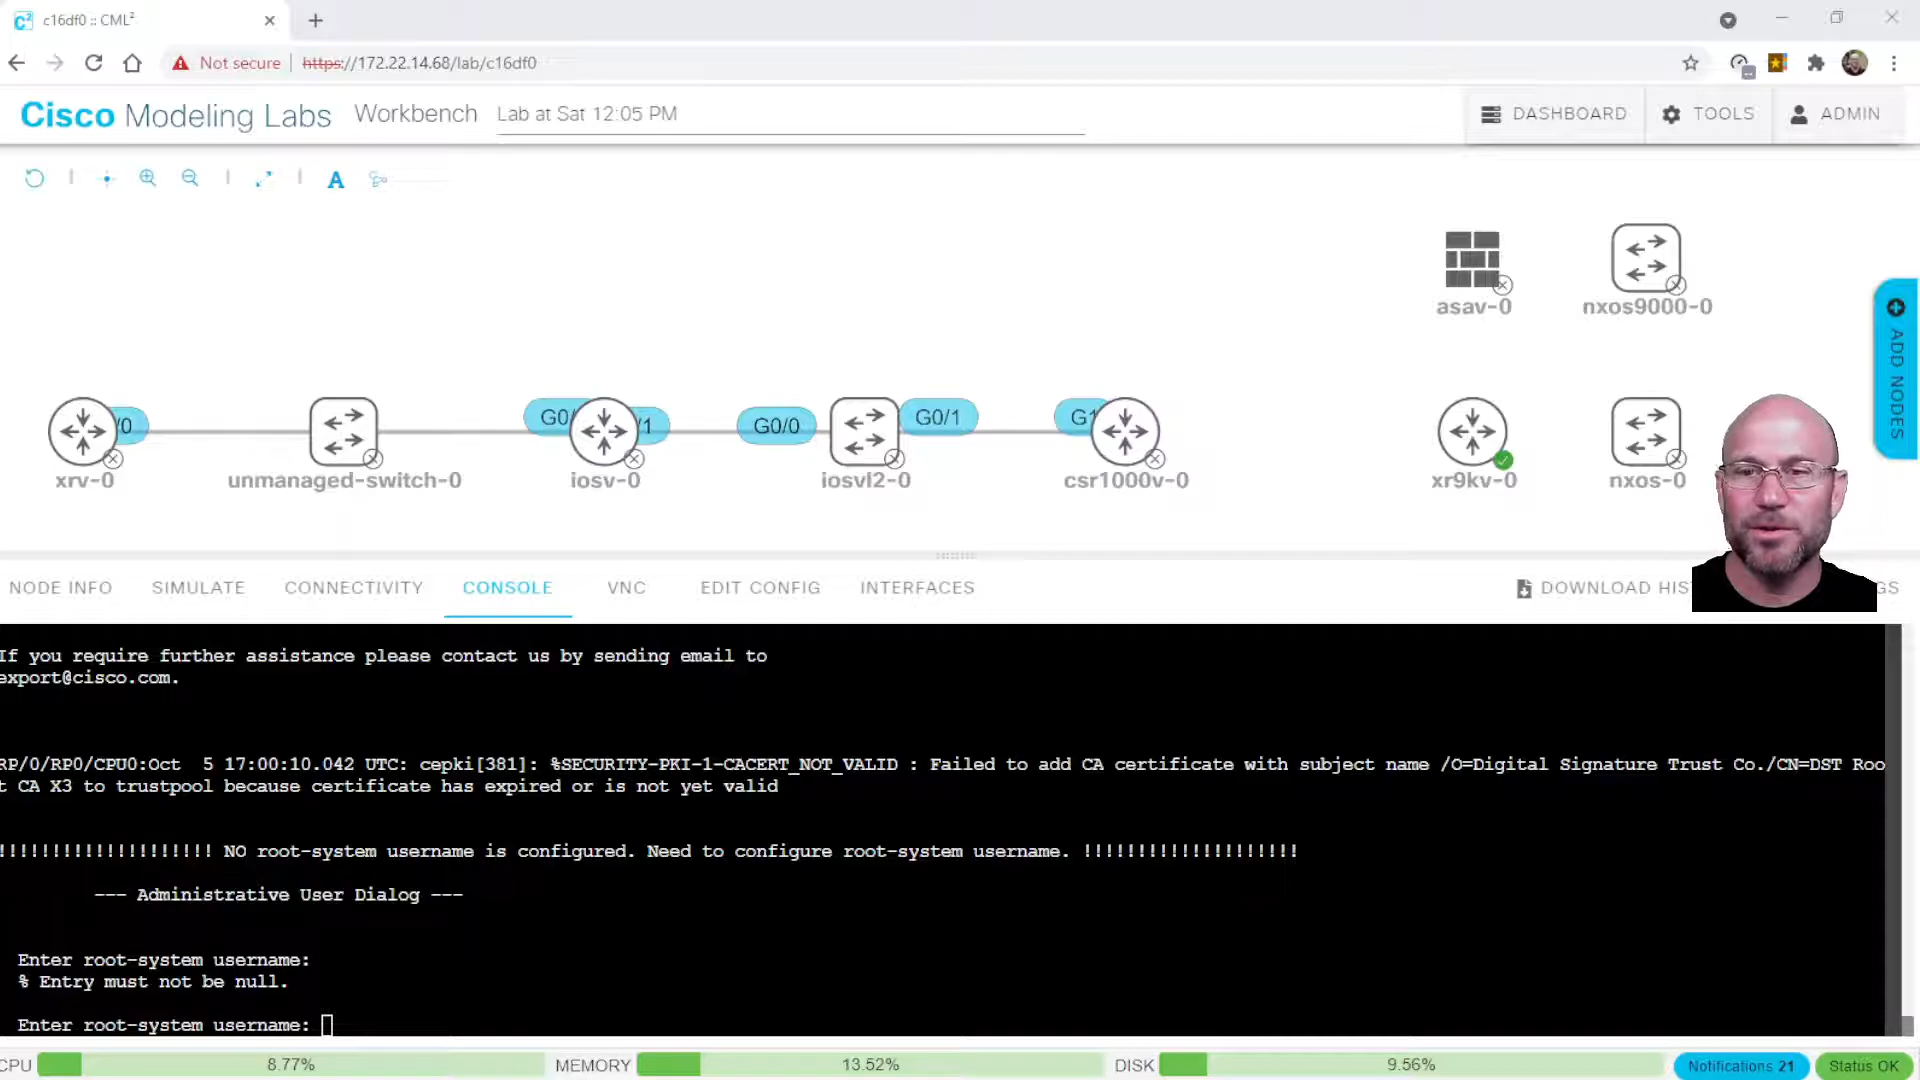 c16df0 :: CML²
Not secure | https://172.22.14.68/lab/c16df0
Cisco Modeling Labs Workbench Lab at Sat 12:05 PM
DASHBOARD TOOLS ADMIN
A
asav-0
nxos9000-0
ADD NODES
/0
G0/
/1
G0/0
G0/1
G1
xrv-0
unmanaged-switch-0
iosv-0
iosvl2-0
csr1000v-0
xr9kv-0
nxos-0
NODE INFO SIMULATE CONNECTIVITY CONSOLE VNC EDIT CONFIG INTERFACES DOWNLOAD HIS GS
If you require further assistance please contact us by sending email to
export@cisco.com.
RP/0/RP0/CPU0:Oct  5 17:00:10.042 UTC: cepki[381]: %SECURITY-PKI-1-CACERT_NOT_VALID : Failed to add CA certificate with subject name /O=Digital Signature Trust Co./CN=DST Roo
t CA X3 to trustpool because certificate has expired or is not yet valid
!!!!!!!!!!!!!!!!!!!! NO root-system username is configured. Need to configure root-system username. !!!!!!!!!!!!!!!!!!!!
--- Administrative User Dialog ---
Enter root-system username:
% Entry must not be null.
Enter root-system username:
CPU 8.77% MEMORY 13.52% DISK 9.56% Notifications 21 Status OK